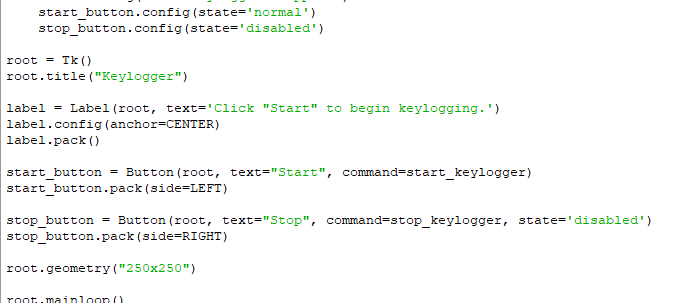 start_button.config(state='normal')
stop_button.config(state='disabled')
root = Tk()
root.title("Keylogger")
label = Label(root, text='Click "Start" to begin keylogging.')
label.config(anchor=CENTER)
label.pack()
start_button = Button(root, text="Start", command=start_keylogger)
start_button.pack(side=LEFT)
stop_button = Button(root, text="Stop", command=stop_keylogger, state='disabled')
stop_button.pack(side=RIGHT)
root.geometry("250x250")
root.mainloop()